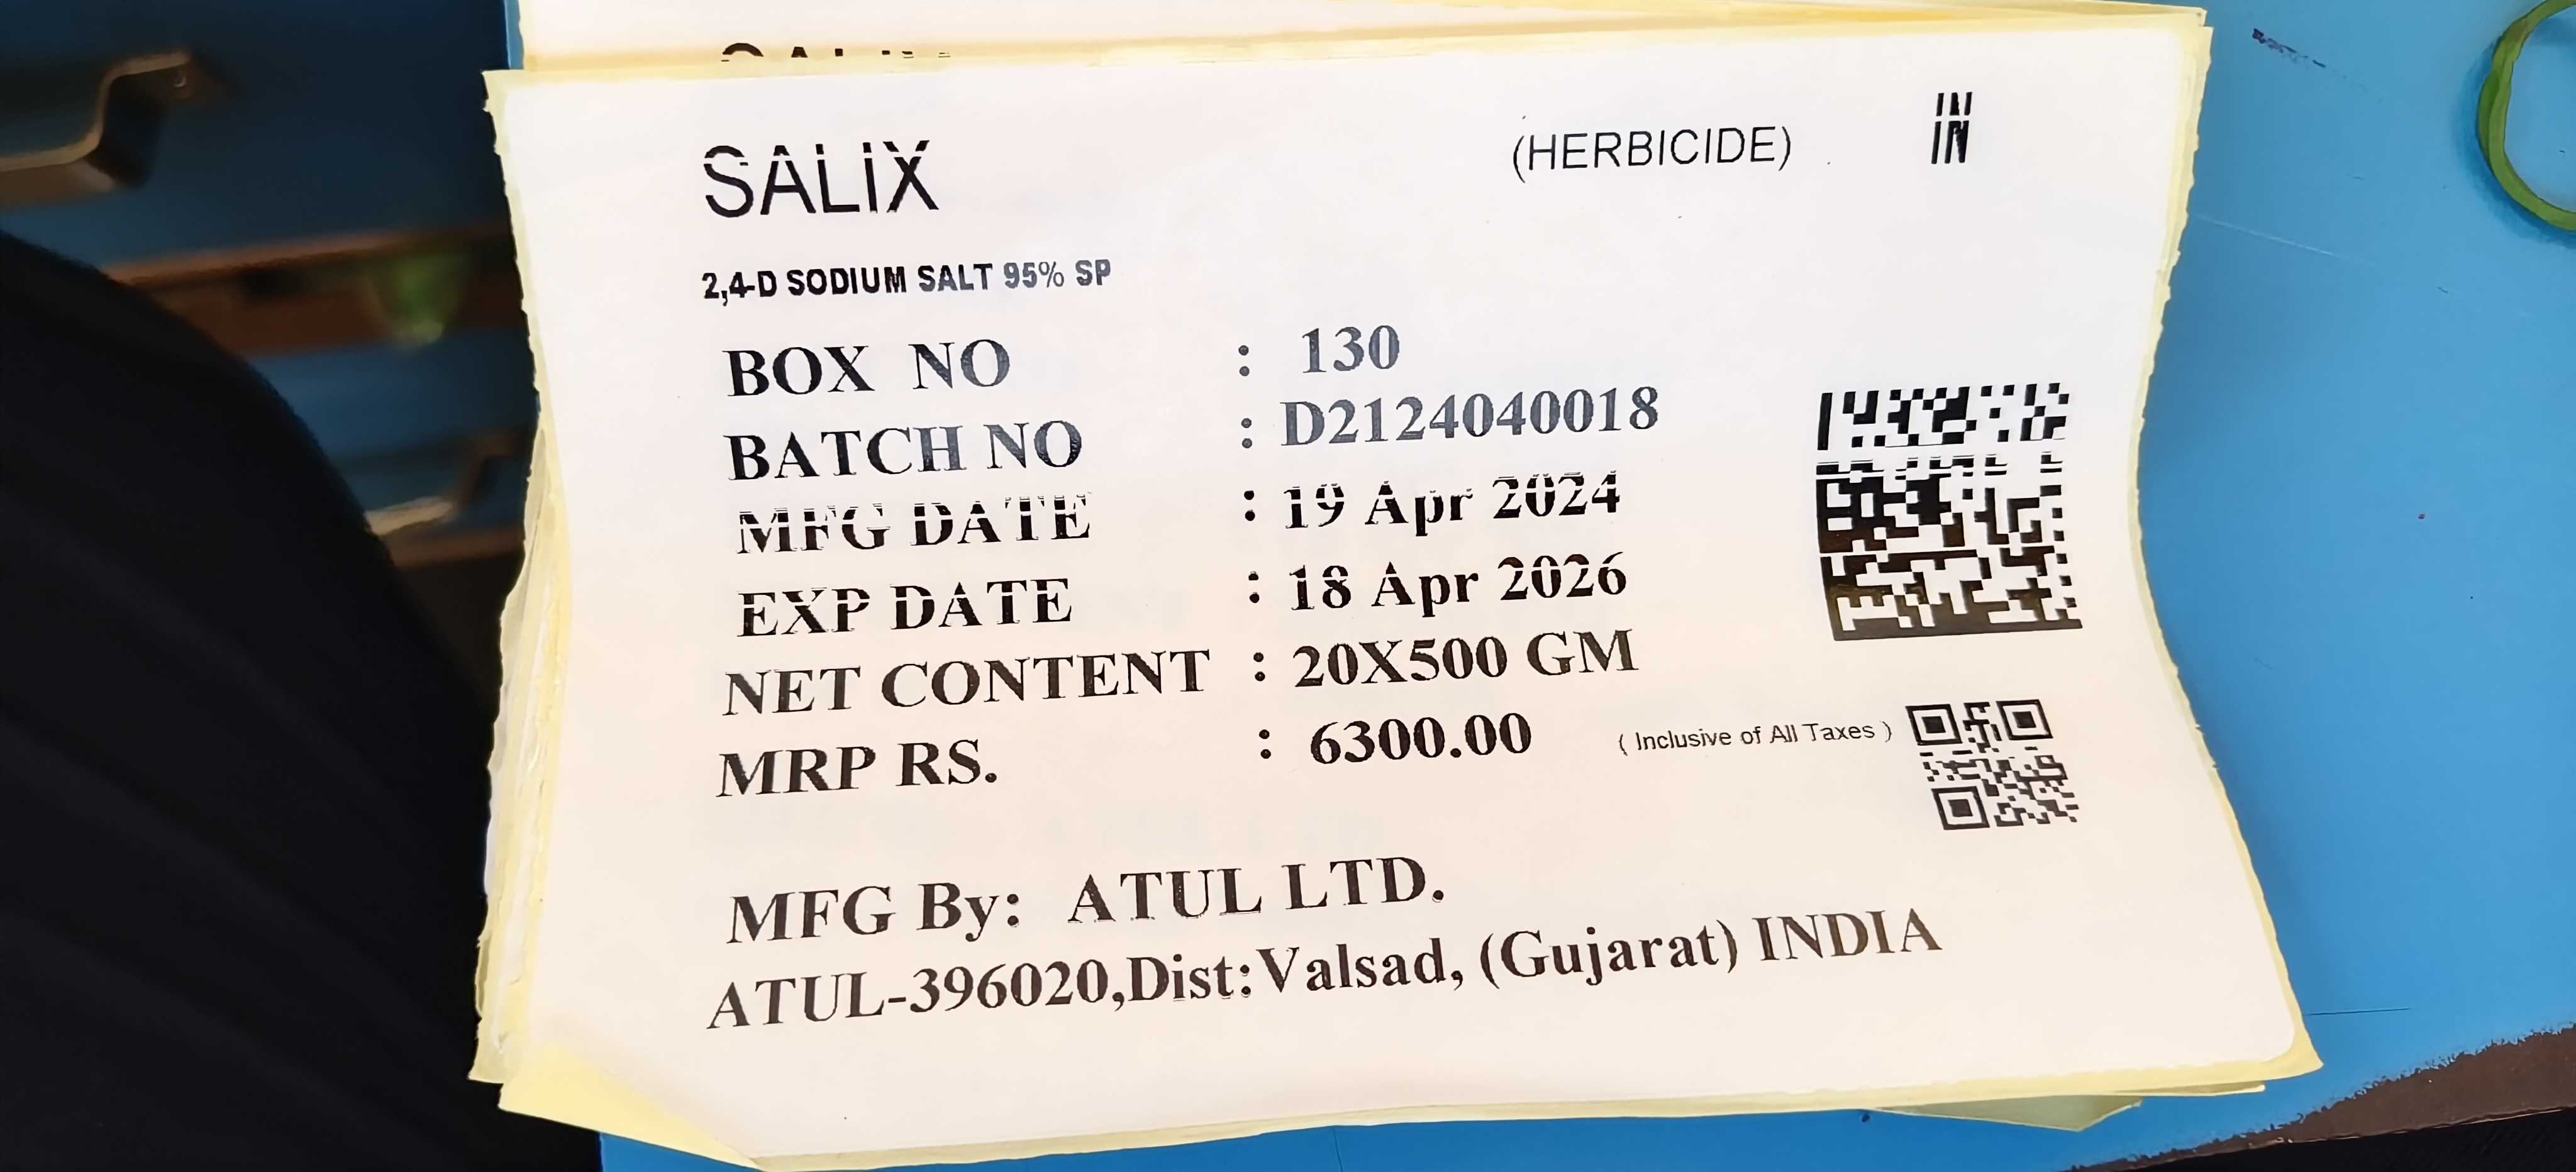 SALIX (HERBICIDE) IN
2,4-D SODIUM SALT 95% SP
BOX NO : 130
BATCH NO : D2124040018
MFG DATE : 19 Apr 2024
EXP DATE : 18 Apr 2026
NET CONTENT : 20X500 GM
MRP RS. : 6300.00 ( Inclusive of All Taxes )
MFG By: ATUL LTD.
ATUL-396020,Dist:Valsad, (Gujarat) INDIA